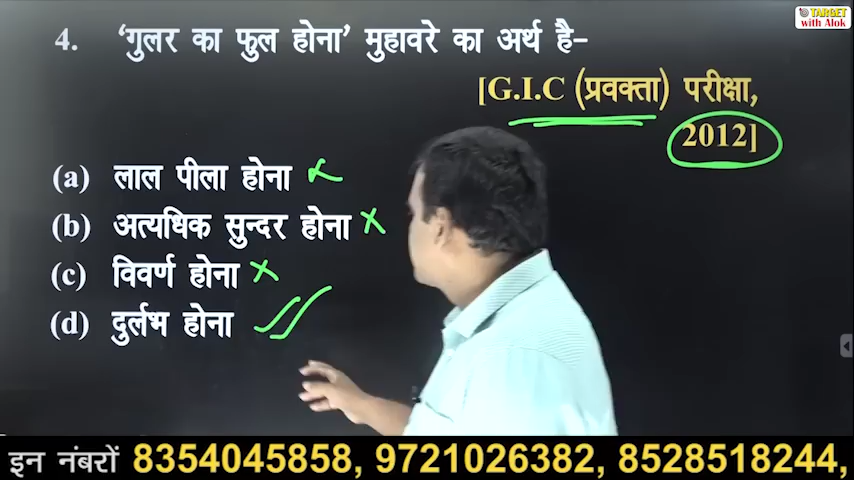 TARGET
with Alok
4. ‘गुलर का फुल होना’ मुहावरे का अर्थ है–
[G.I.C (प्रवक्ता) परीक्षा,
2012]
(a) लाल पीला होना
(b) अत्यधिक सुन्दर होना
(c) विवर्ण होना
(d) दुर्लभ होना
इन नंबरों 8354045858, 9721026382, 8528518244,